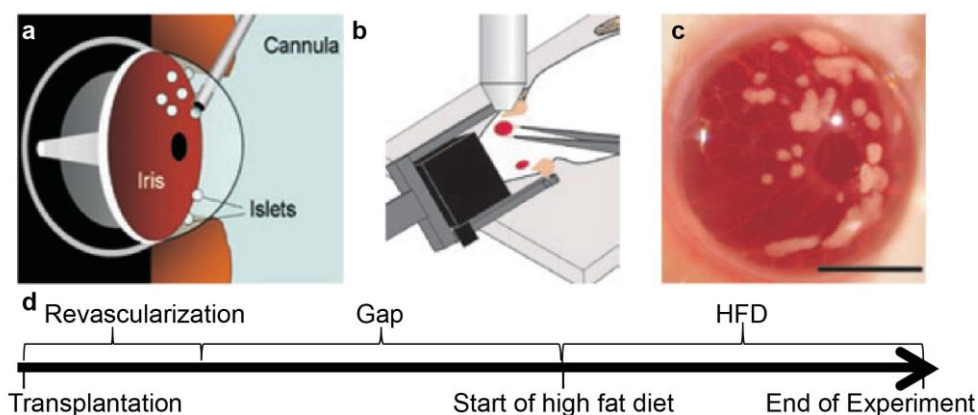 a
Cannula
Iris
Islets
b
c
d
Revascularization
Gap
HFD
Transplantation
Start of high fat diet
End of Experiment